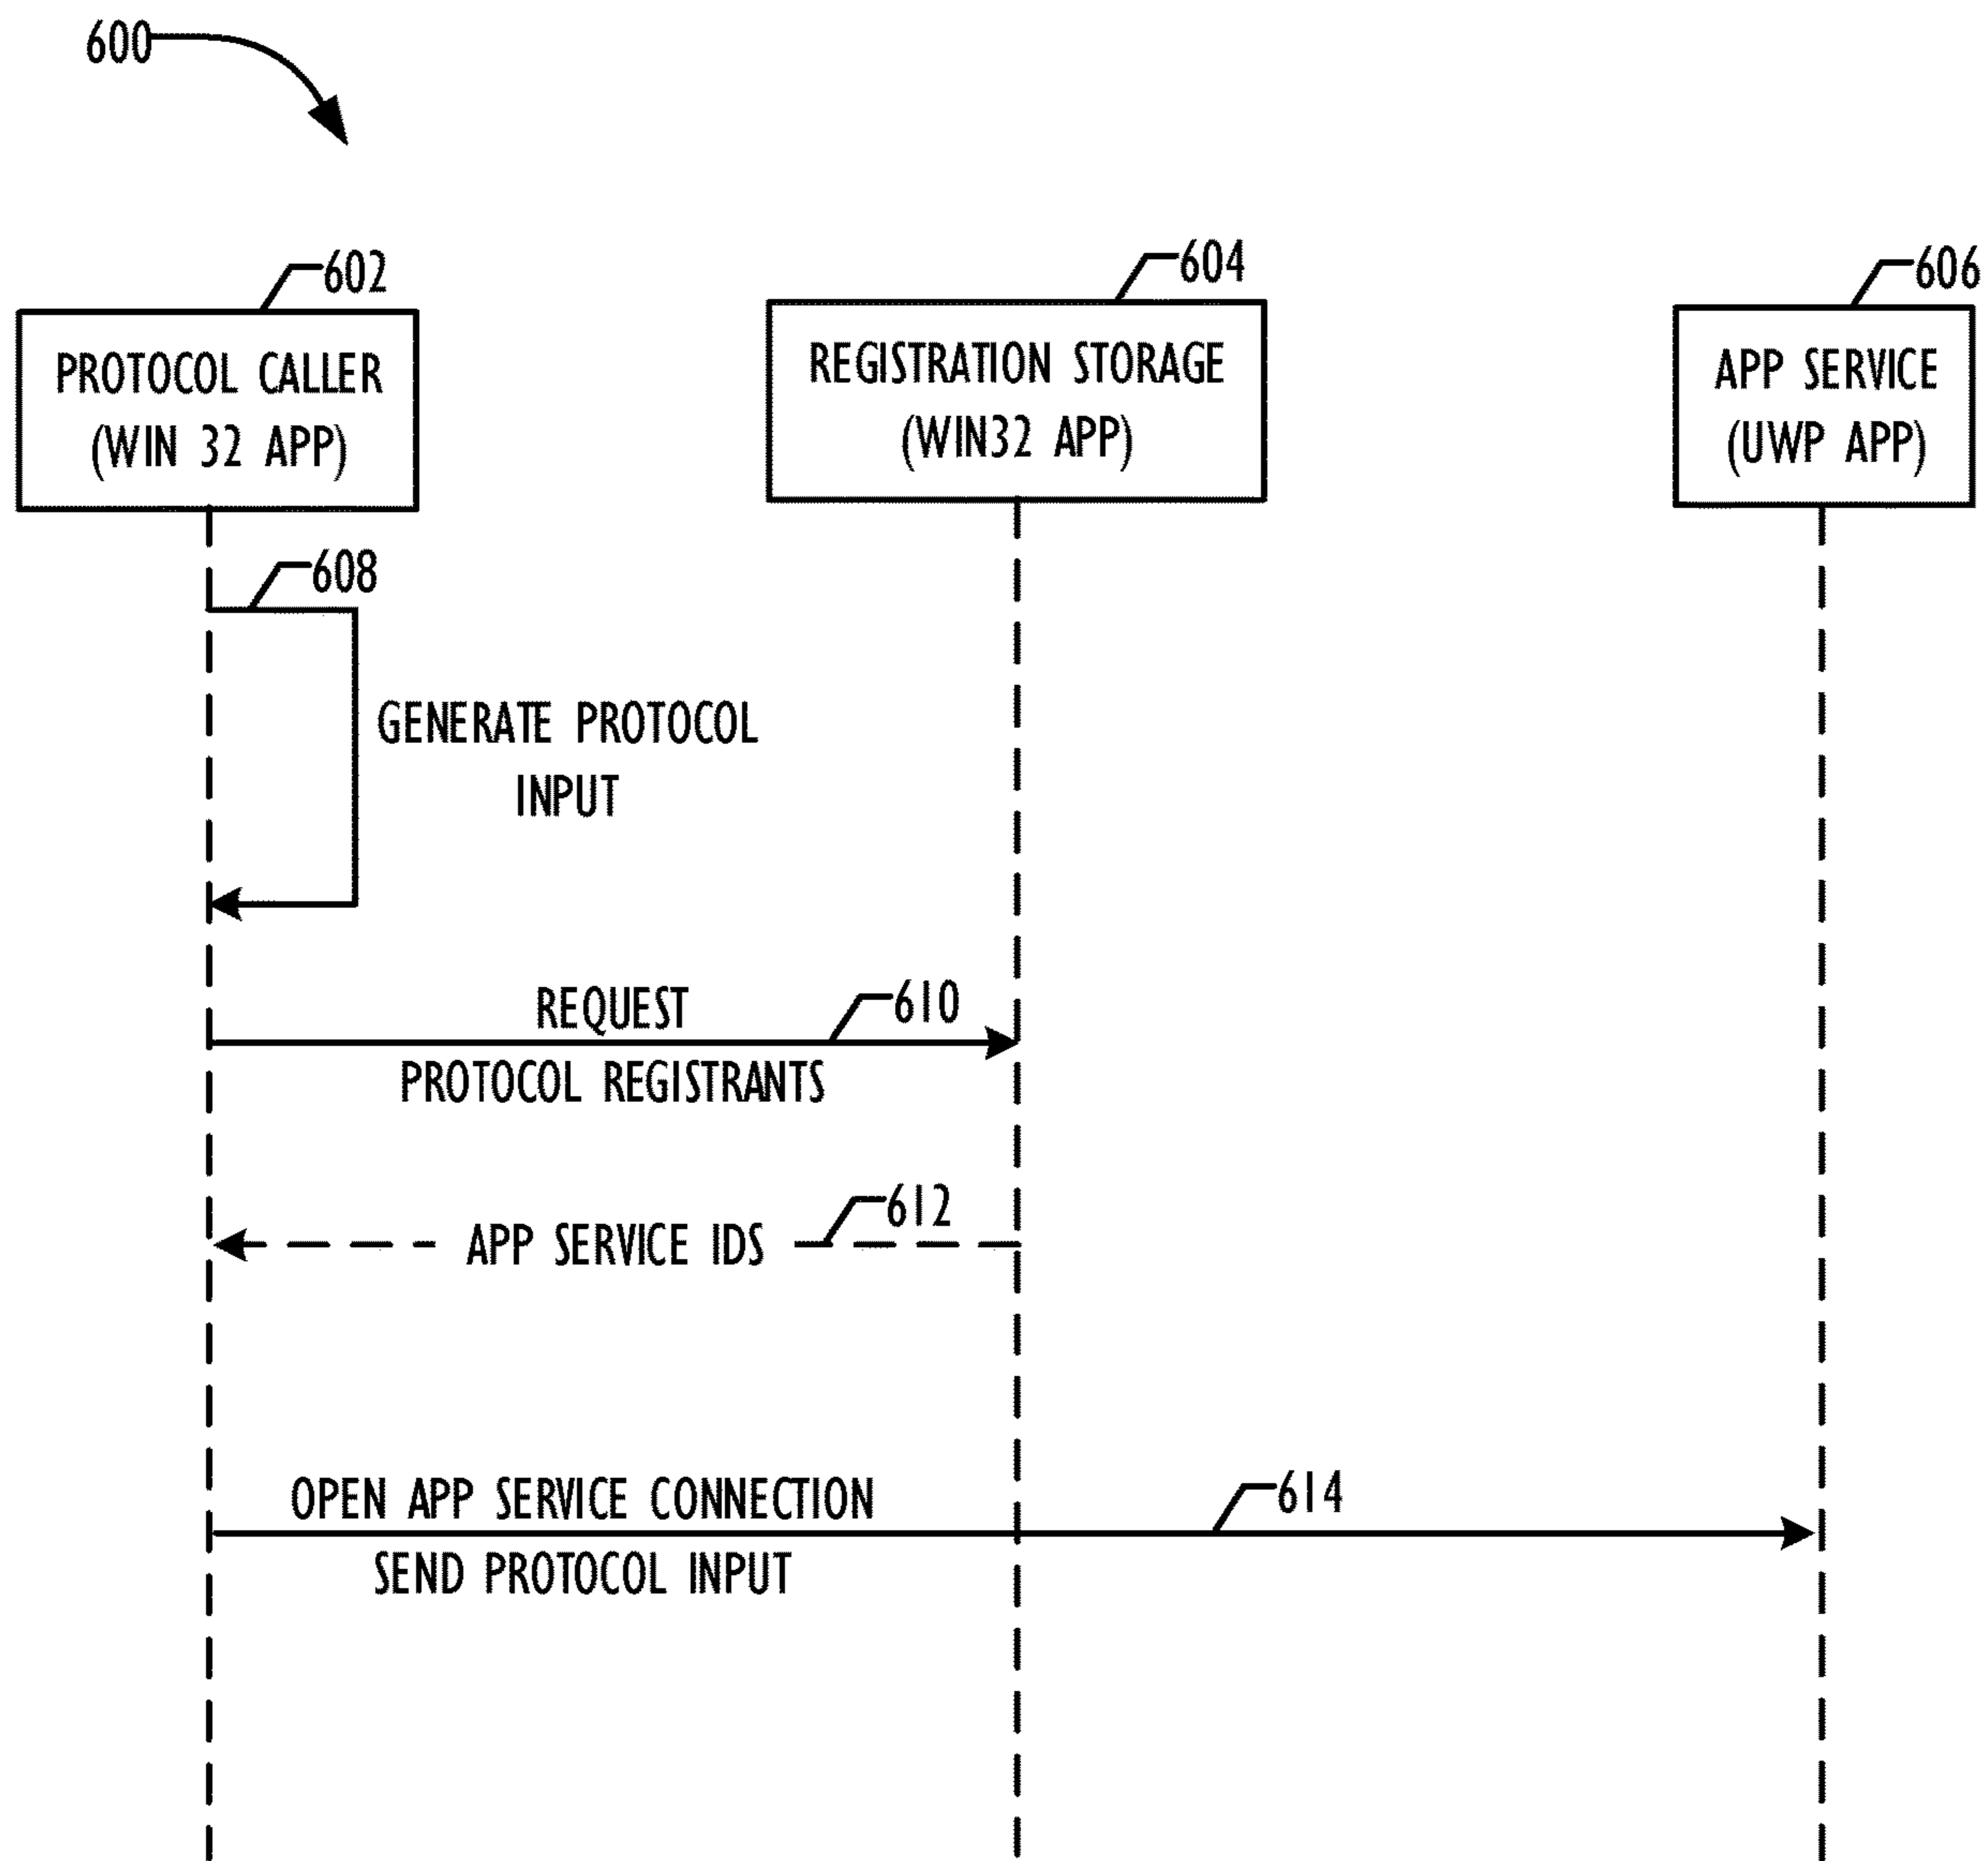 600
602
604
606
PROTOCOL CALLER
(WIN 32 APP)
REGISTRATION STORAGE
(WIN32 APP)
APP SERVICE
(UWP APP)
608
GENERATE PROTOCOL
INPUT
REQUEST
610
PROTOCOL REGISTRANTS
612
APP SERVICE IDS
OPEN APP SERVICE CONNECTION
614
SEND PROTOCOL INPUT